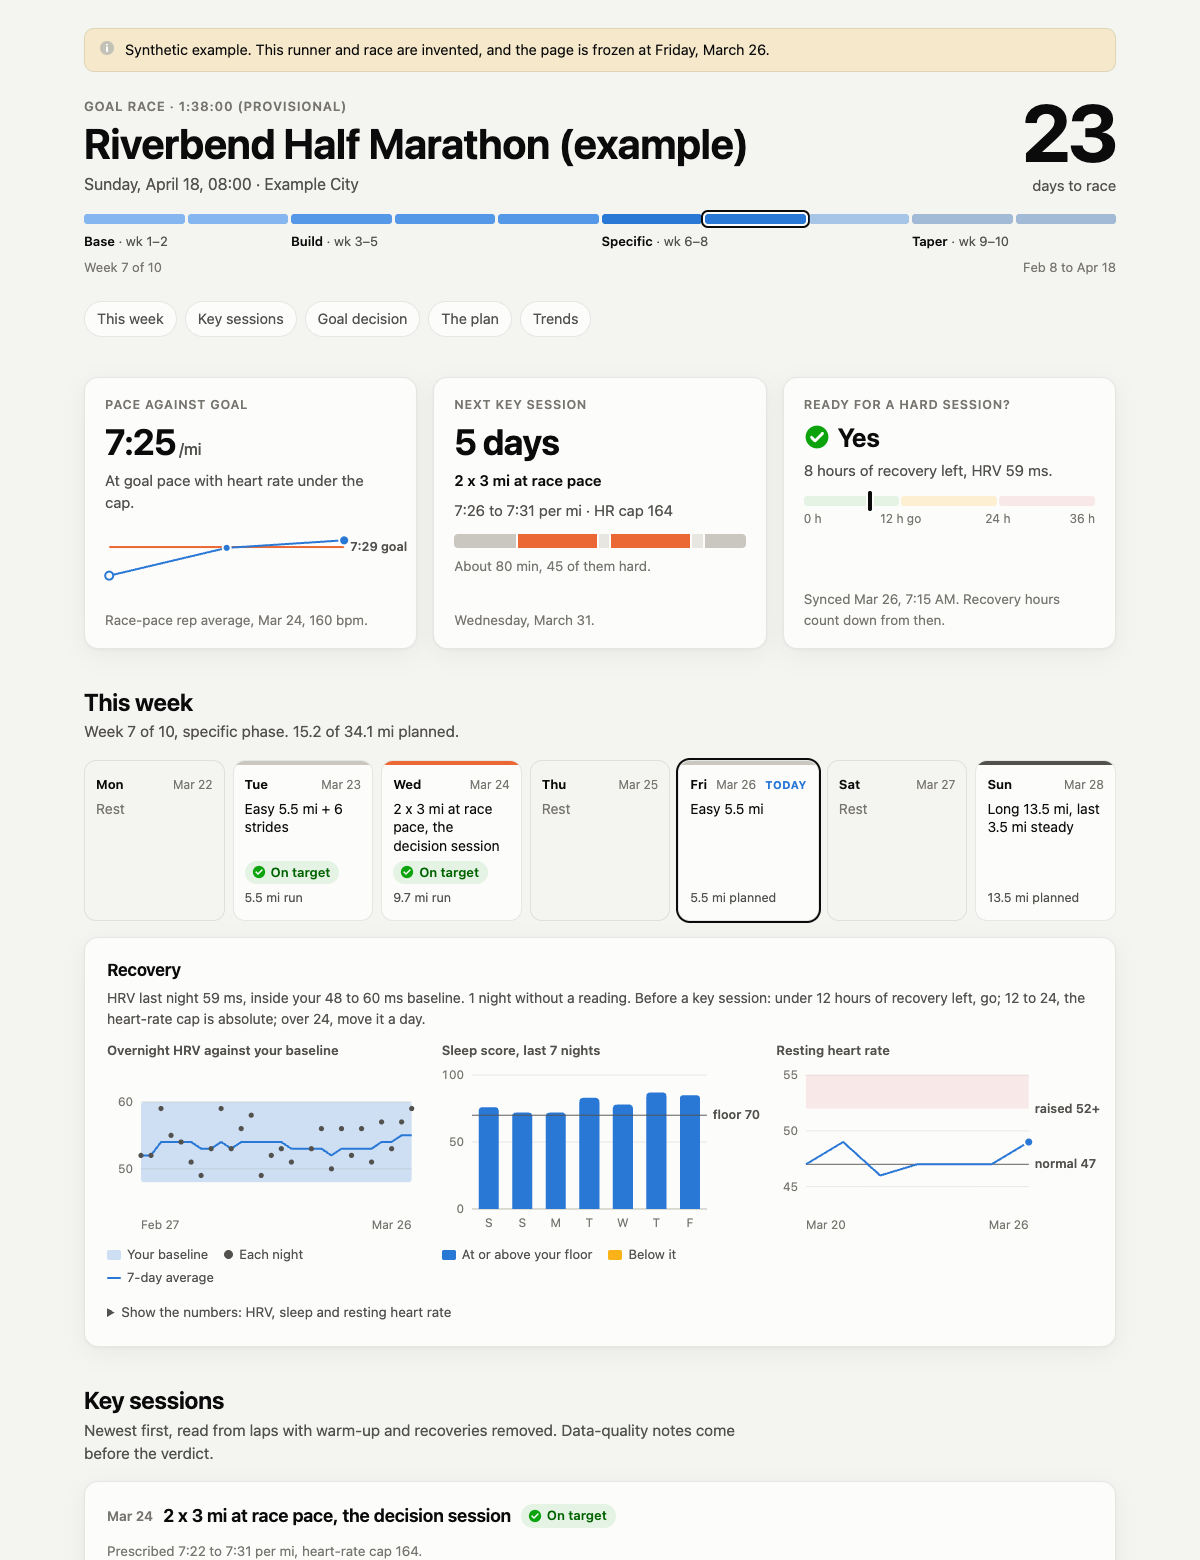 Synthetic example. This runner and race are invented, and the page is frozen at Friday, March 26.
GOAL RACE · 1:38:00 (PROVISIONAL)
Riverbend Half Marathon (example)
Sunday, April 18, 08:00 · Example City
23
days to race
Base · wk 1–2
Build · wk 3–5
Specific · wk 6–8
Taper · wk 9–10
Week 7 of 10
Feb 8 to Apr 18
This week
Key sessions
Goal decision
The plan
Trends
PACE AGAINST GOAL
7:25 /mi
At goal pace with heart rate under the
cap.
7:29 goal
Race-pace rep average, Mar 24, 160 bpm.
NEXT KEY SESSION
5 days
2 x 3 mi at race pace
7:26 to 7:31 per mi · HR cap 164
About 80 min, 45 of them hard.
Wednesday, March 31.
READY FOR A HARD SESSION?
Yes
8 hours of recovery left, HRV 59 ms.
0 h
12 h go
24 h
36 h
Synced Mar 26, 7:15 AM. Recovery hours
count down from then.
This week
Week 7 of 10, specific phase. 15.2 of 34.1 mi planned.
Mon Mar 22
Rest
Tue Mar 23
Easy 5.5 mi + 6
strides
On target
5.5 mi run
Wed Mar 24
2 x 3 mi at race
pace, the
decision session
On target
9.7 mi run
Thu Mar 25
Rest
Fri Mar 26 TODAY
Easy 5.5 mi
5.5 mi planned
Sat Mar 27
Rest
Sun Mar 28
Long 13.5 mi, last
3.5 mi steady
13.5 mi planned
Recovery
HRV last night 59 ms, inside your 48 to 60 ms baseline. 1 night without a reading. Before a key session: under 12 hours of recovery left, go; 12 to 24, the
heart-rate cap is absolute; over 24, move it a day.
Overnight HRV against your baseline
60
50
Feb 27
Mar 26
Your baseline
Each night
7-day average
Sleep score, last 7 nights
100
50
0
floor 70
S S M T W T F
At or above your floor
Below it
Resting heart rate
55
50
45
raised 52+
normal 47
Mar 20
Mar 26
Show the numbers: HRV, sleep and resting heart rate
Key sessions
Newest first, read from laps with warm-up and recoveries removed. Data-quality notes come
before the verdict.
Mar 24 2 x 3 mi at race pace, the decision session On target
Prescribed 7:22 to 7:31 per mi, heart-rate cap 164.